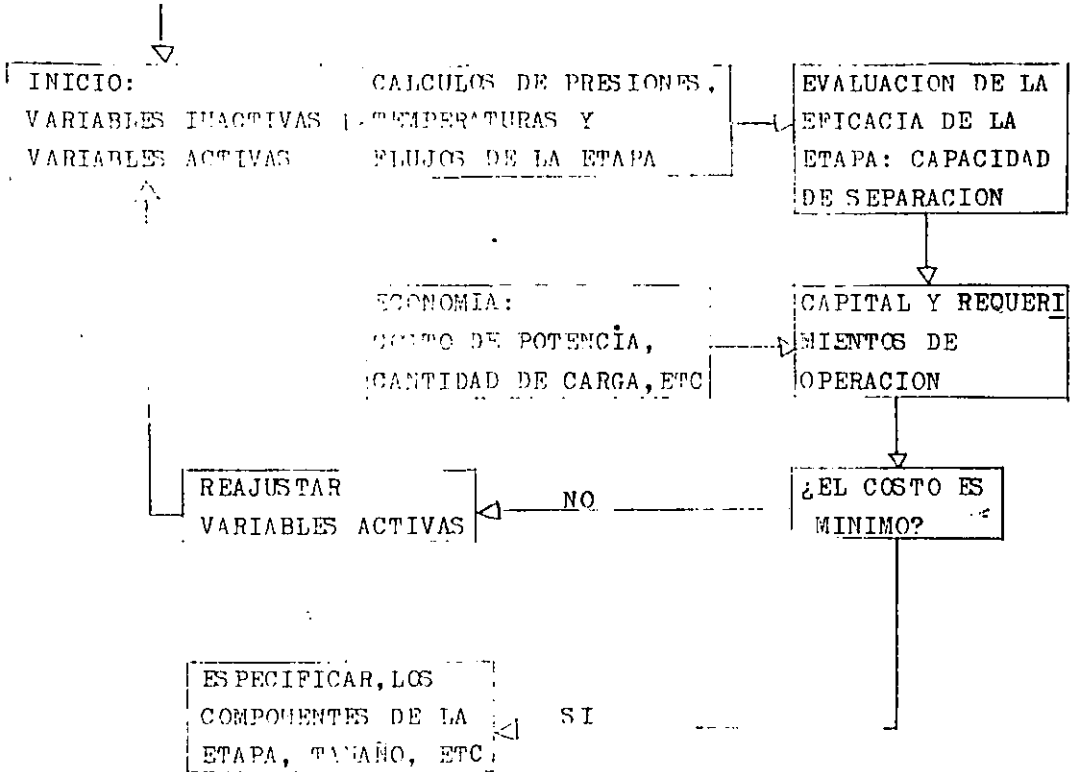 INICIO:
VARIABLES INACTIVAS
VARIABLES ACTIVAS
CALCULOS DE PRESIONES,
TEMPERATURAS Y
FLUJOS DE LA ETAPA
EVALUACION DE LA
EFICACIA DE LA
ETAPA: CAPACIDAD
DE SEPARACION
ECONOMIA:
COSTO DE POTENCÍA,
CANTIDAD DE CARGA, ETC
CAPITAL Y REQUERI
MIENTOS DE
OPERACION
REAJUSTAR
VARIABLES ACTIVAS
NO
¿EL COSTO ES
MINIMO?
ESPECIFICAR, LOS
COMPONENTES DE LA
ETAPA, TAMAÑO, ETC
SI